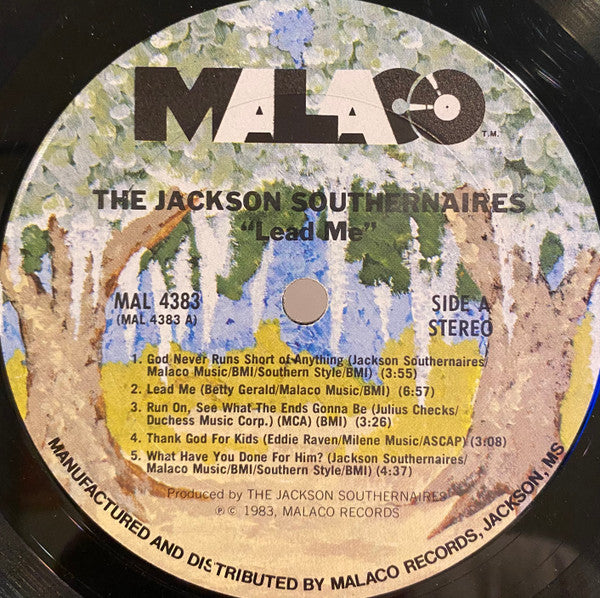 MALACO
T.M.
THE JACKSON SOUTHERNAIRES
"Lead Me"
MAL 4383
(MAL 4383 A)
SIDE A
STEREO
1. God Never Runs Short of Anything (Jackson Southernaires/
Malaco Music/BMI/Southern Style/BMI) (3:55)
2. Lead Me (Betty Gerald/Malaco Music/BMI) (6:57)
3. Run On, See What The Ends Gonna Be (Julius Checks/
Duchess Music Corp.) (MCA) (BMI) (3:26)
4. Thank God For Kids (Eddie Raven/Milene Music/ASCAP) (3:08)
5. What Have You Done For Him? (Jackson Southernaires/
Malaco Music/BMI/Southern Style/BMI) (4:37)
Produced by THE JACKSON SOUTHERNAIRES
℗ © 1983, MALACO RECORDS
MANUFACTURED AND DISTRIBUTED BY MALACO RECORDS, JACKSON, MS